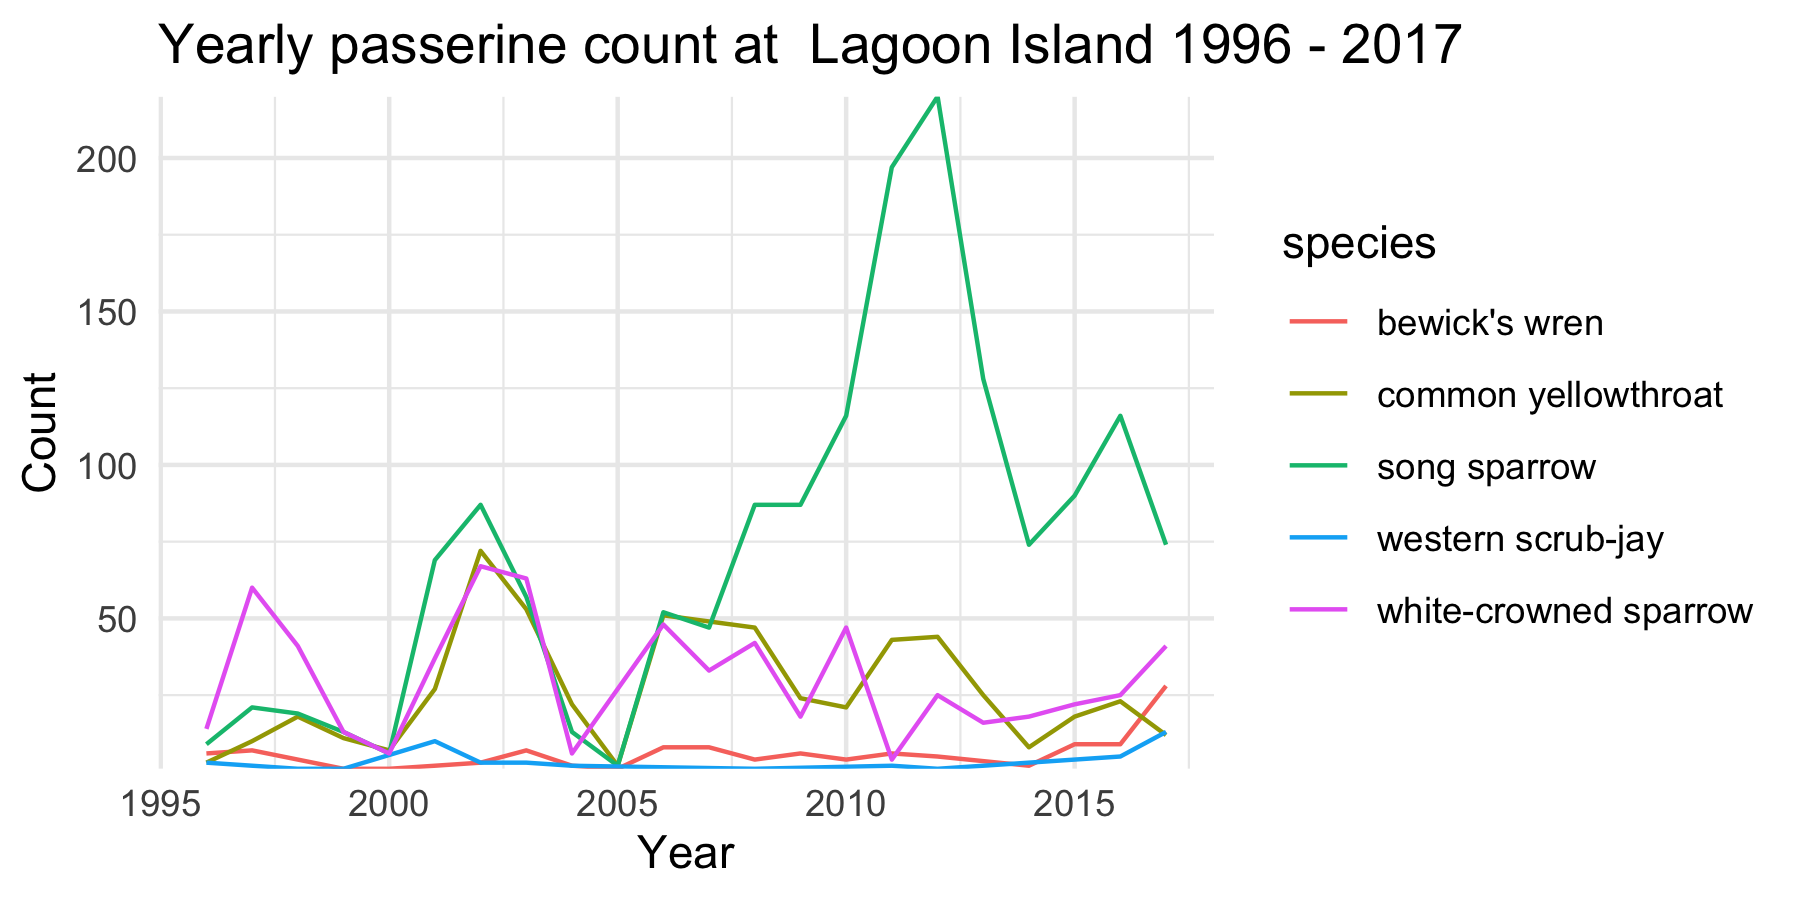 Yearly passerine count at  Lagoon Island 1996 - 2017
200
150
100
50
Count
1995 2000 2005 2010 2015
Year
species
bewick's wren
common yellowthroat
song sparrow
western scrub-jay
white-crowned sparrow